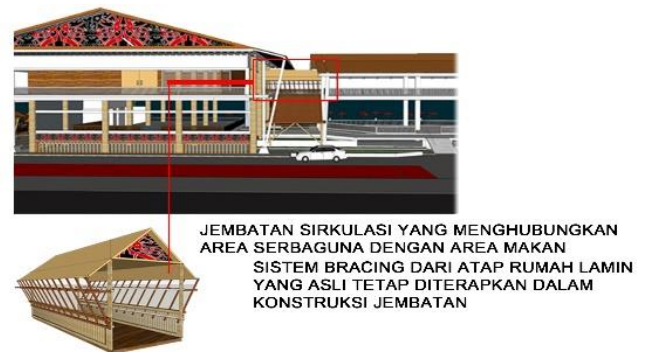 JEMBATAN SIRKULASI YANG MENGHUBUNGKAN
AREA SERBAGUNA DENGAN AREA MAKAN
SISTEM BRACING DARI ATAP RUMAH LAMIN
YANG ASLI TETAP DITERAPKAN DALAM
KONSTRUKSI JEMBATAN